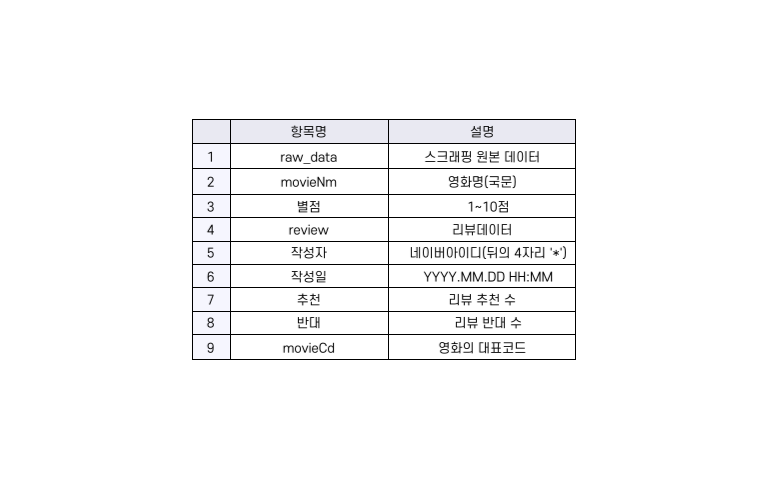 항목명 설명
1 raw_data 스크래핑 원본 데이터
2 movieNm 영화명(국문)
3 별점 1~10점
4 review 리뷰데이터
5 작성자 네이버아이디(뒤의 4자리 '*')
6 작성일 YYYY.MM.DD HH:MM
7 추천 리뷰 추천 수
8 반대 리뷰 반대 수
9 movieCd 영화의 대표코드